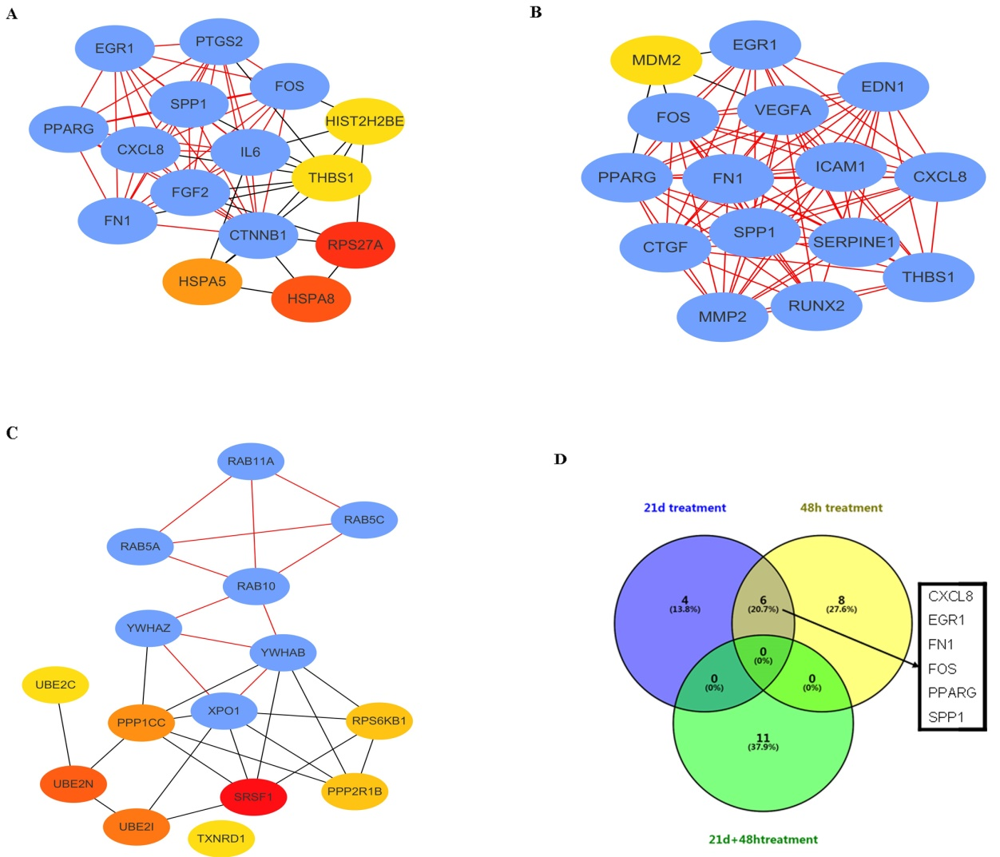 A
EGR1
PTGS2
FOS
SPP1
HIST2H2BE
PPARG
CXCL8
IL6
THBS1
FGF2
FN1
CTNNB1
RPS27A
HSPA5
HSPA8
B
MDM2
EGR1
EDN1
FOS
VEGFA
PPARG
FN1
ICAM1
CXCL8
CTGF
SPP1
SERPINE1
THBS1
MMP2
RUNX2
C
RAB11A
RAB5C
RAB5A
RAB10
YWHAZ
YWHAB
UBE2C
XPO1
PPP1CC
RPS6KB1
UBE2N
SRSF1
PPP2R1B
UBE2I
TXNRD1
D
21d treatment
48h treatment
4
(13.8%)
6
(20.7%)
8
(27.6%)
0
(0%)
0
(0%)
0
(0%)
11
(37.9%)
21d+48htreatment
CXCL8
EGR1
FN1
FOS
PPARG
SPP1